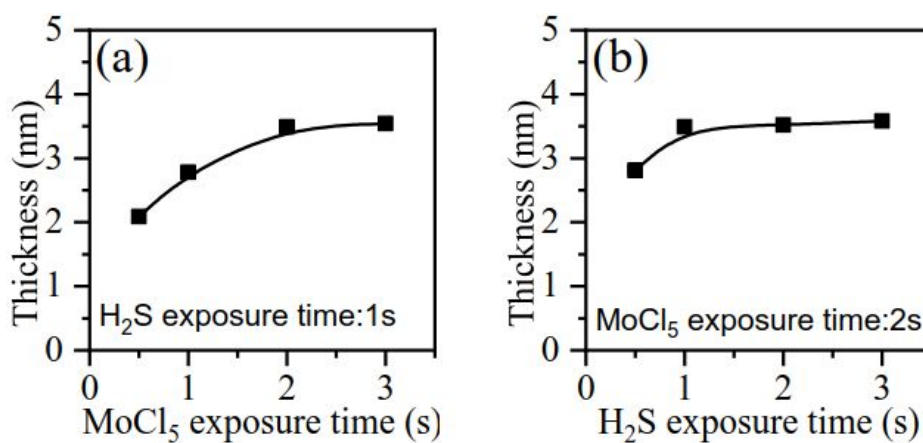 (a)
Thickness (nm)
5
4
3
2
1
0
H₂S exposure time:1s
0 1 2 3
MoCl₅ exposure time (s)
(b)
Thickness (nm)
5
4
3
2
1
0
MoCl₅ exposure time:2s
0 1 2 3
H₂S exposure time (s)